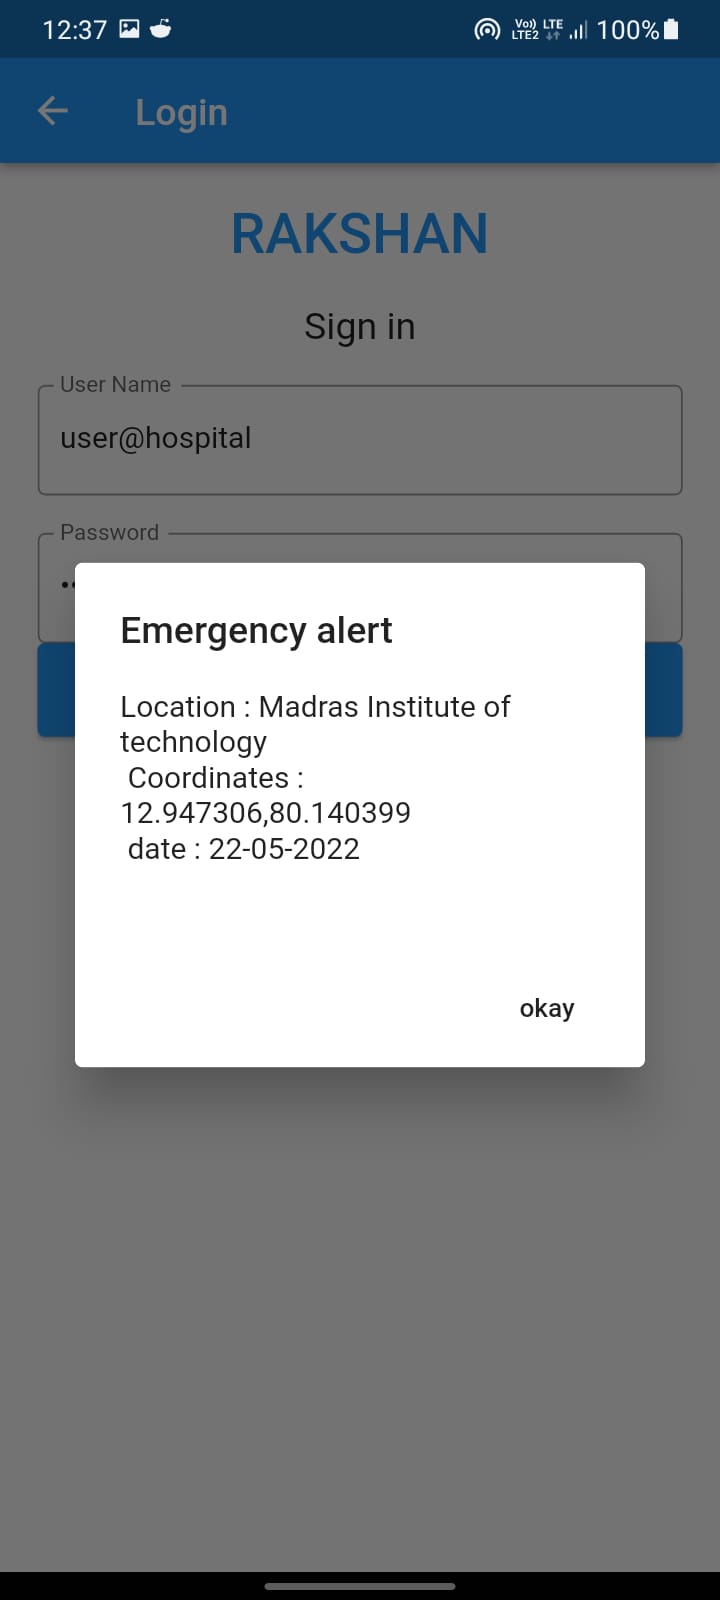 12:37 Vo)) LTE LTE2 100%
Login
RAKSHAN
Sign in
User Name
user@hospital
Password
Emergency alert
Location : Madras Institute of
technology
Coordinates :
12.947306,80.140399
date : 22-05-2022
okay